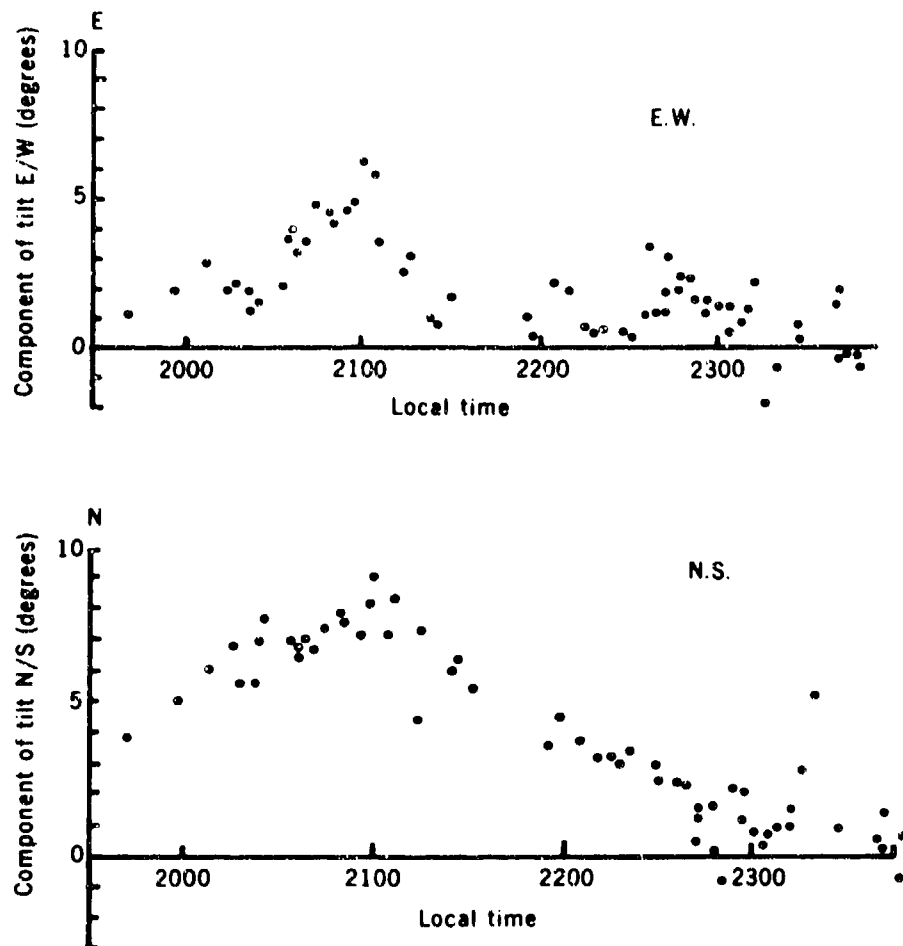 E
Component of tilt E/W (degrees)
10
5
0
E.W.
2000 2100 2200 2300
Local time
N
Component of tilt N/S (degrees)
10
5
0
N.S.
2000 2100 2200 2300
Local time